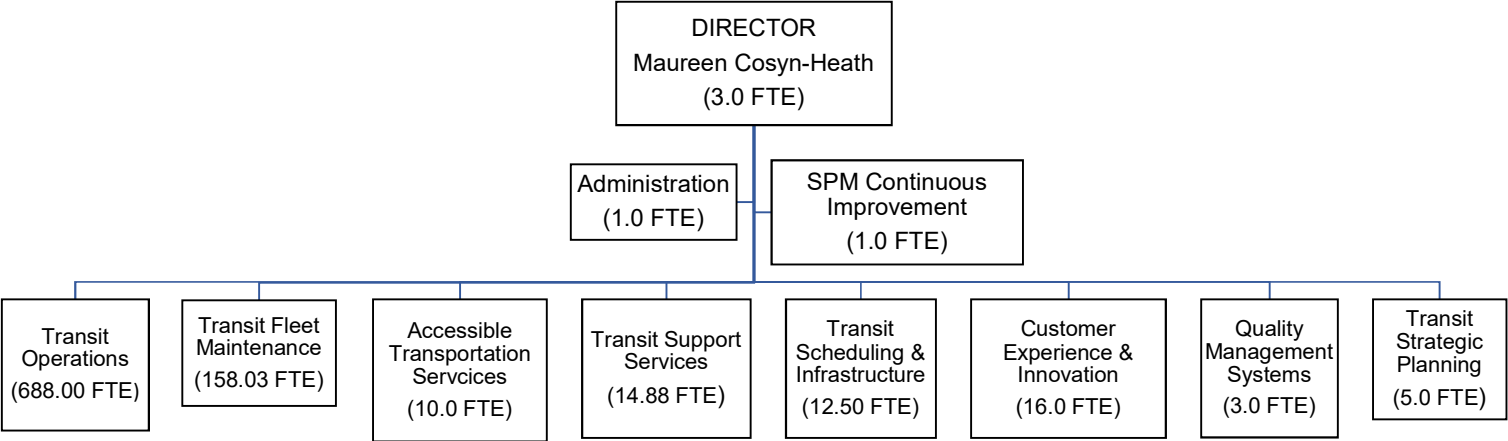 DIRECTOR
Maureen Cosyn-Heath
(3.0 FTE)
Administration
(1.0 FTE)
SPM Continuous
Improvement
(1.0 FTE)
Transit
Operations
(688.00 FTE)
Transit Fleet
Maintenance
(158.03 FTE)
Accessible
Transportation
Servcices
(10.0 FTE)
Transit Support
Services
(14.88 FTE)
Transit
Scheduling &
Infrastructure
(12.50 FTE)
Customer
Experience &
Innovation
(16.0 FTE)
Quality
Management
Systems
(3.0 FTE)
Transit
Strategic
Planning
(5.0 FTE)